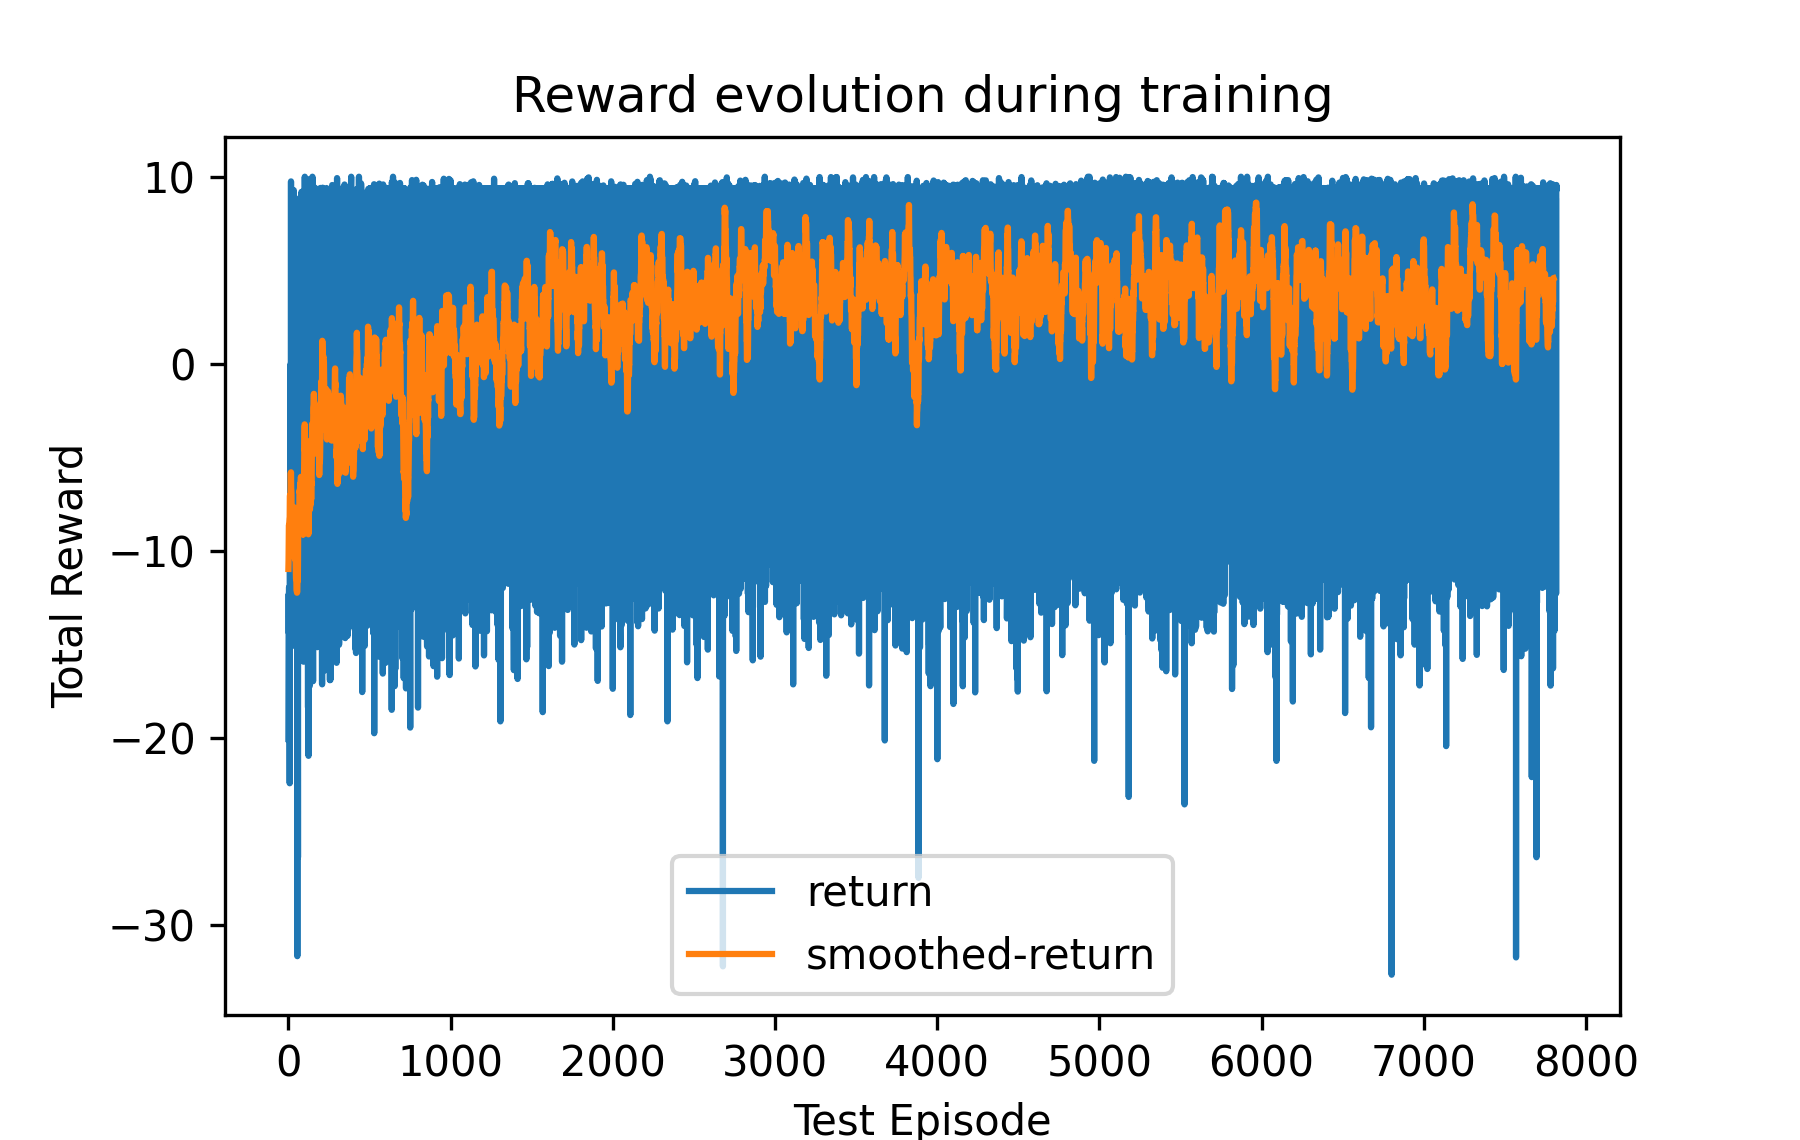 Reward evolution during training
10
0
−10
−20
−30
Total Reward
return
smoothed-return
0 1000 2000 3000 4000 5000 6000 7000 8000
Test Episode